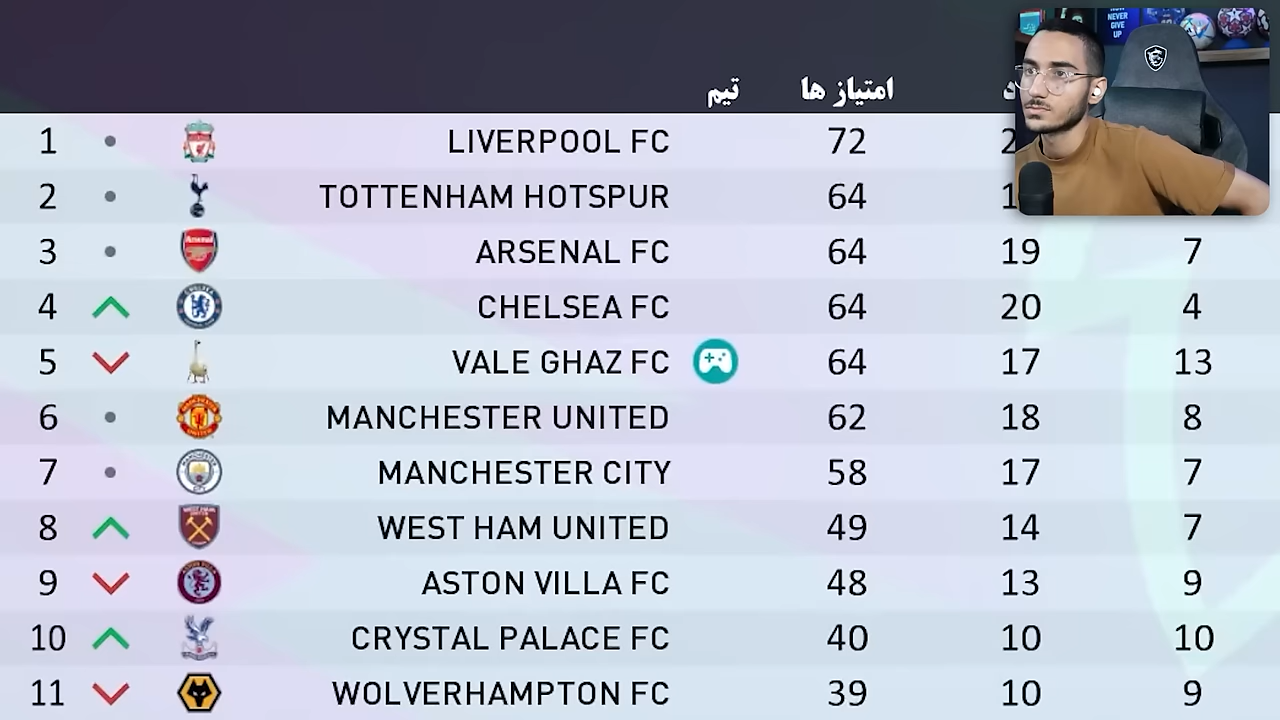 تیم امتیاز ها
NEVER GIVE UP
1 LIVERPOOL FC 72
2 TOTTENHAM HOTSPUR 64
3 ARSENAL FC 64 19 7
4 CHELSEA FC 64 20 4
5 VALE GHAZ FC 64 17 13
6 MANCHESTER UNITED 62 18 8
7 MANCHESTER CITY 58 17 7
8 WEST HAM UNITED 49 14 7
9 ASTON VILLA FC 48 13 9
10 CRYSTAL PALACE FC 40 10 10
11 WOLVERHAMPTON FC 39 10 9